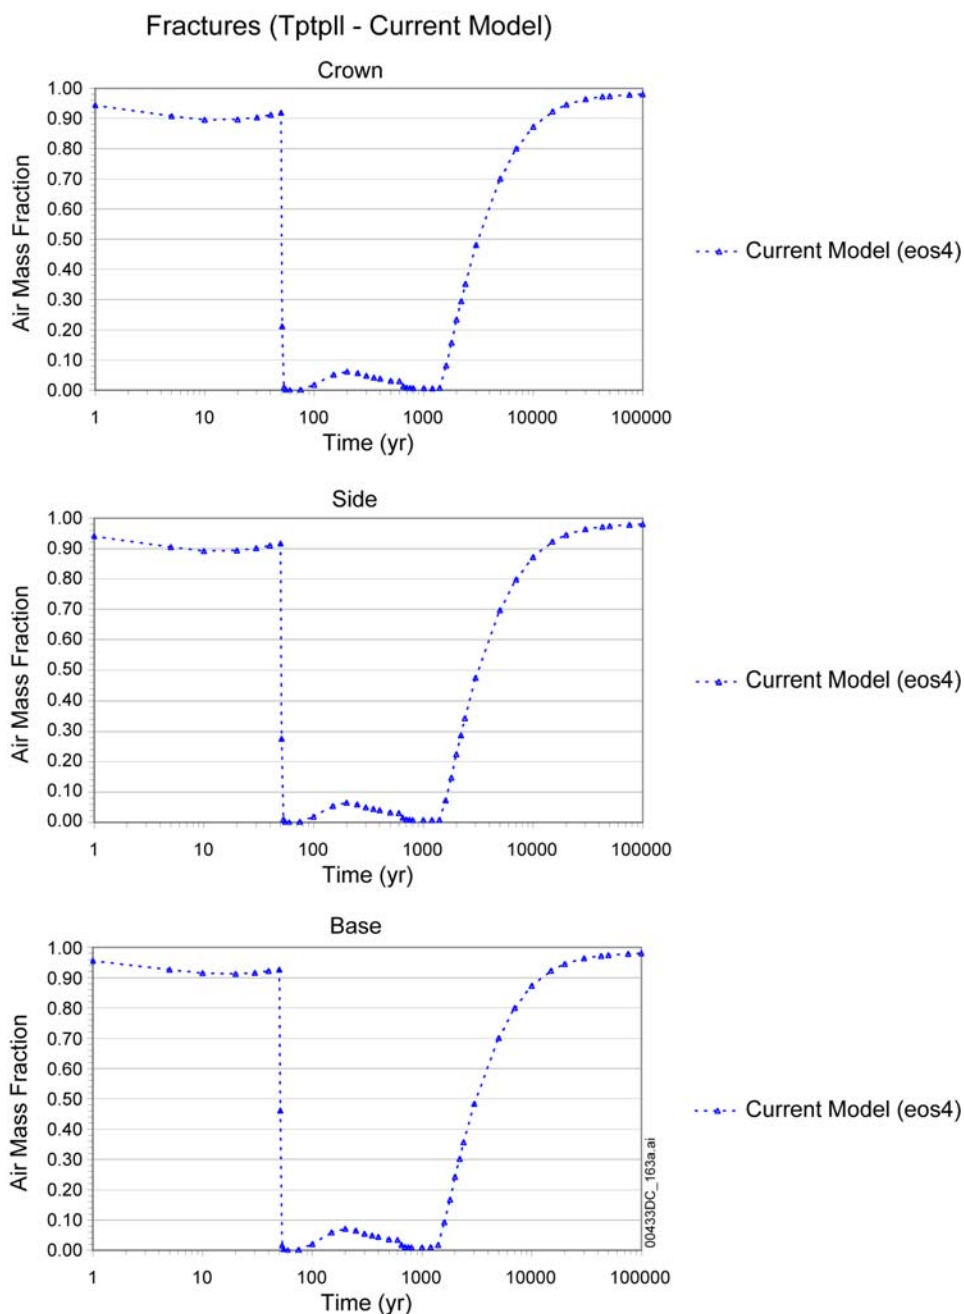 Fractures (Tptpll - Current Model)
Crown
1.00
0.90
0.80
0.70
0.60
0.50
0.40
0.30
0.20
0.10
0.00
Air Mass Fraction
1 10 100 1000 10000 100000
Time (yr)
Current Model (eos4)
Side
1.00
0.90
0.80
0.70
0.60
0.50
0.40
0.30
0.20
0.10
0.00
Air Mass Fraction
1 10 100 1000 10000 100000
Time (yr)
Current Model (eos4)
Base
1.00
0.90
0.80
0.70
0.60
0.50
0.40
0.30
0.20
0.10
0.00
Air Mass Fraction
1 10 100 1000 10000 100000
Time (yr)
Current Model (eos4)
00433DC_163a.ai